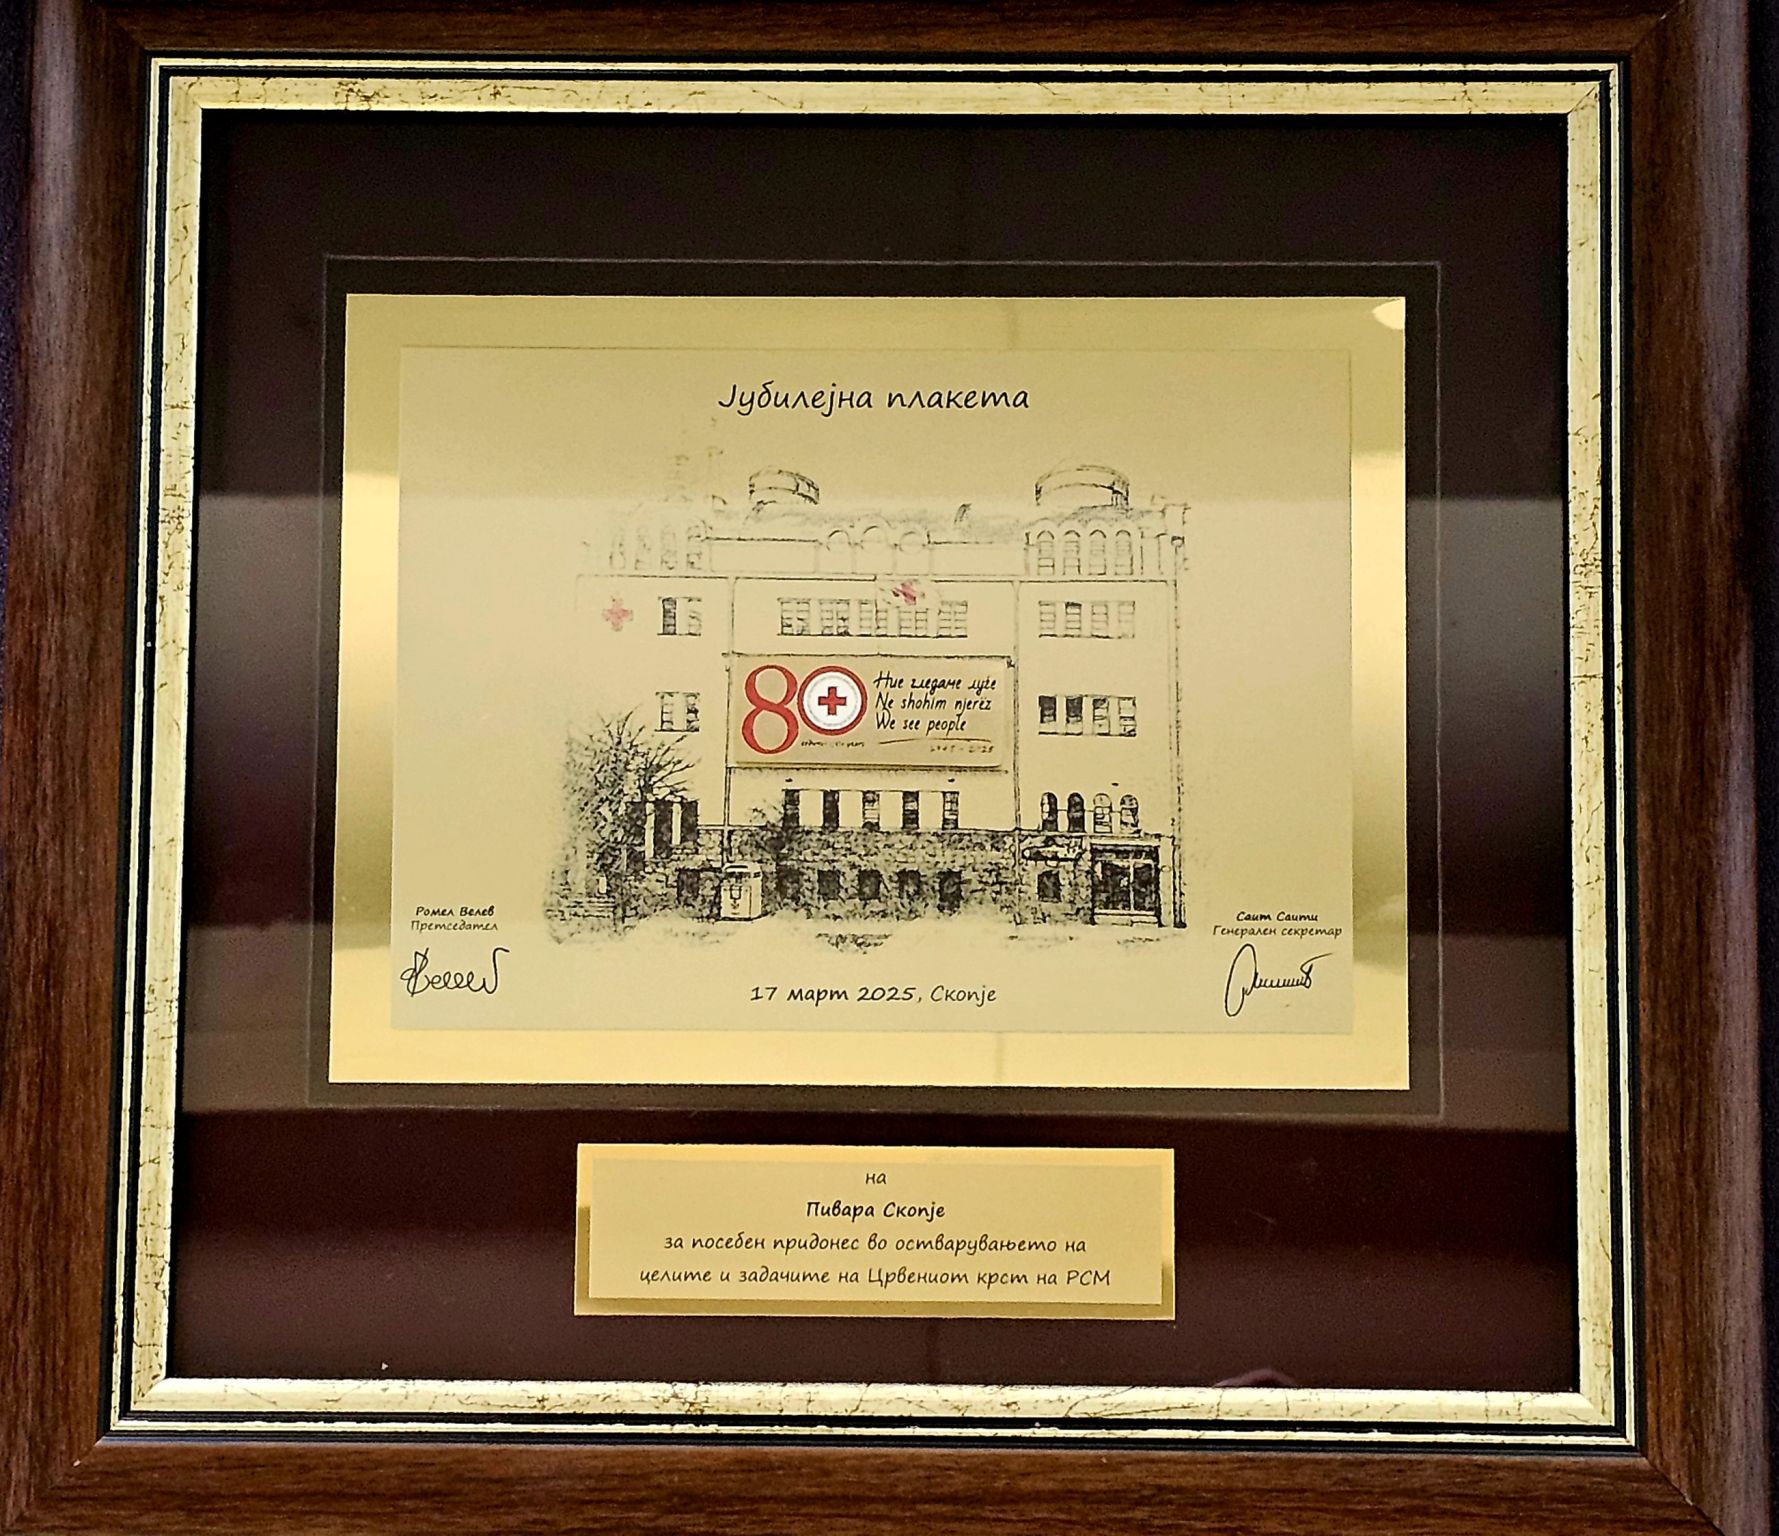 Јубилејна плакета
80
Ние гледаме луѓе
Ne shohim njerëz
We see people
1945 - 2025
Ромел Велев
Претседател
Саит Саити
Генерален секретар
17 март 2025, Скопје
на
Пивара Скопје
за посебен придонес во остварувањето на
целите и задачите на Црвениот крст на РСМ